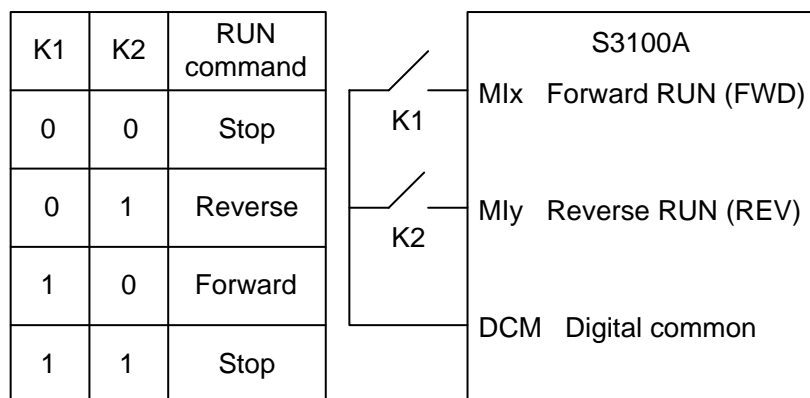 K1 K2 RUN command
0 0 Stop
0 1 Reverse
1 0 Forward
1 1 Stop
S3100A
K1
MIx Forward RUN (FWD)
K2
MIy Reverse RUN (REV)
DCM Digital common